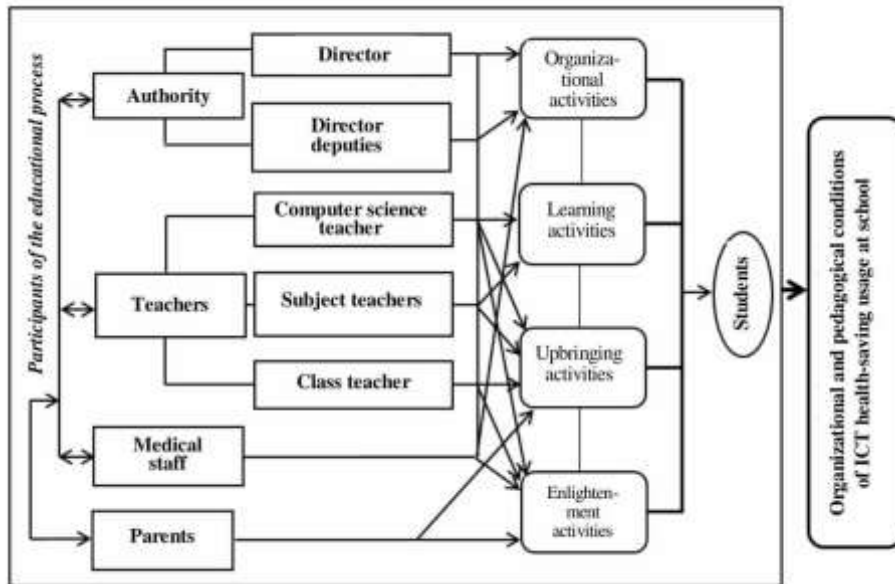 Participants of the educational process
Authority
Director
Director
deputies
Teachers
Computer science
teacher
Subject teachers
Class teacher
Medical
staff
Parents
Organiza-
tional
activities
Learning
activities
Upbringing
activities
Enlighten-
ment
activities
Students
Organizational and pedagogical conditions
of ICT health-saving usage at school